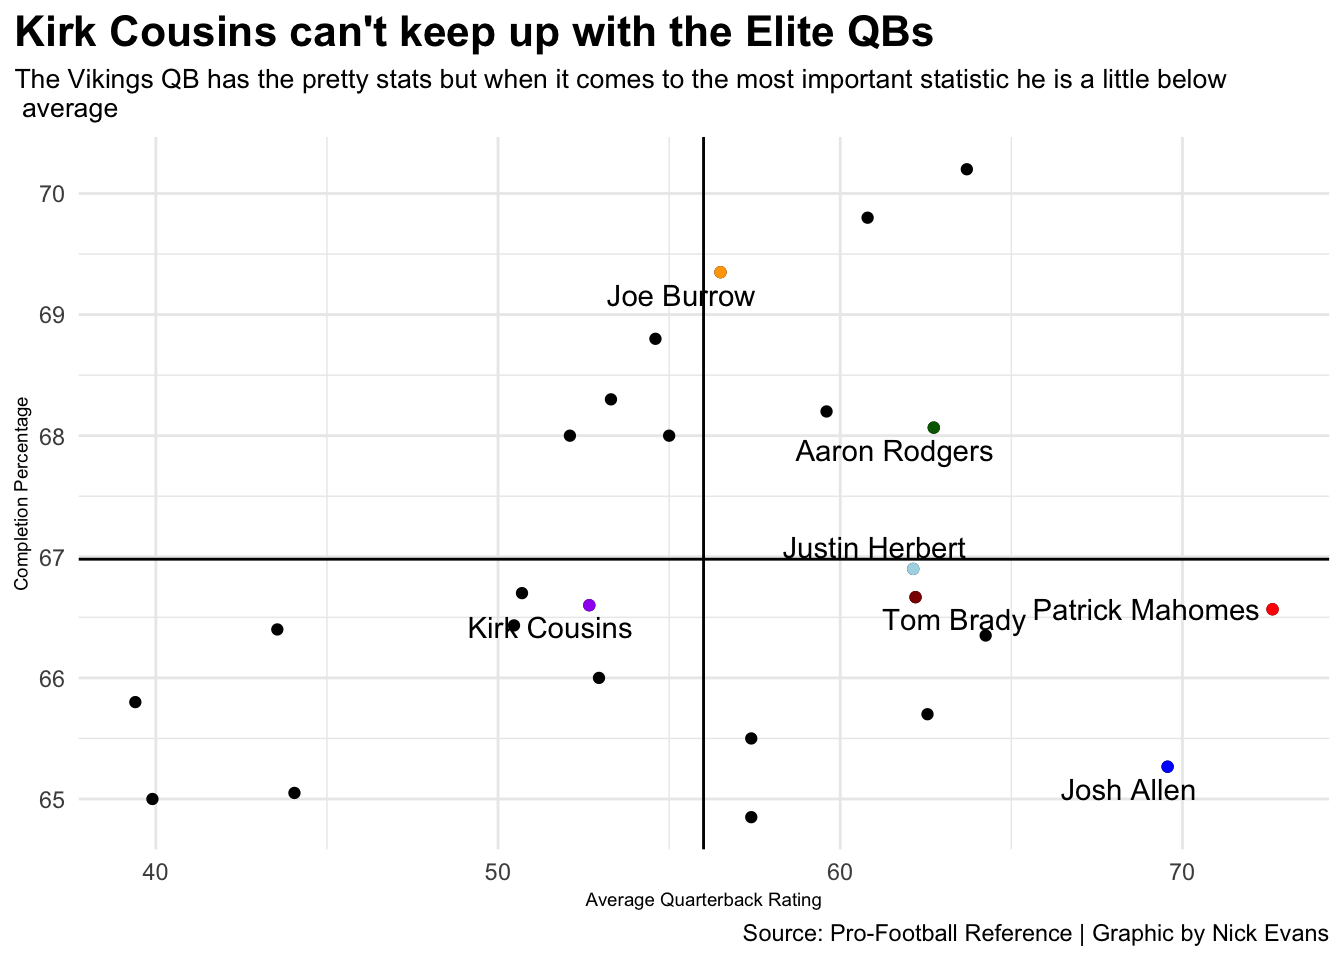 Kirk Cousins can't keep up with the Elite QBs
The Vikings QB has the pretty stats but when it comes to the most important statistic he is a little below
average
70
69
68
67
66
65
Completion Percentage
Joe Burrow
Aaron Rodgers
Justin Herbert
Patrick Mahomes
Tom Brady
Kirk Cousins
Josh Allen
40
50
60
70
Average Quarterback Rating
Source: Pro-Football Reference | Graphic by Nick Evans